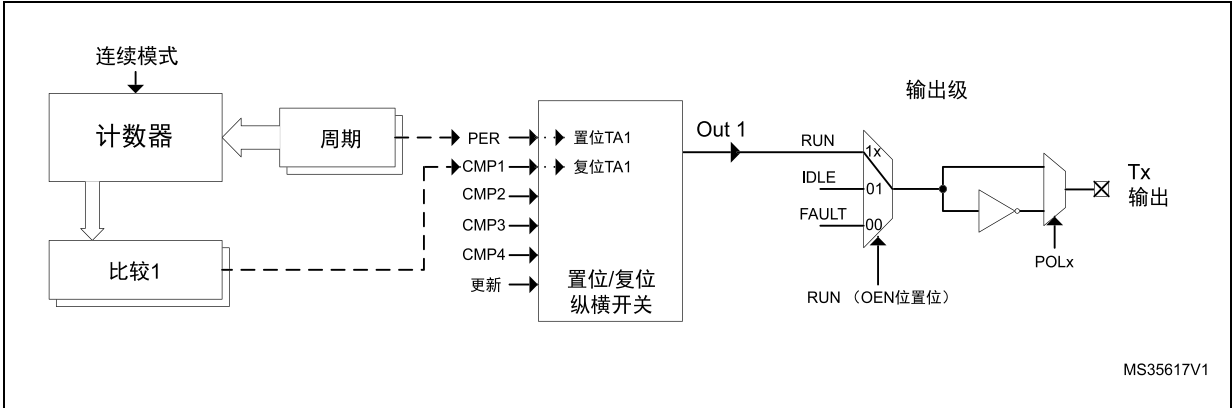 连续模式
计数器
周期
比较1
PER
CMP1
CMP2
CMP3
CMP4
更新
置位TA1
复位TA1
置位/复位
纵横开关
Out 1
输出级
RUN
IDLE
FAULT
1x
01
00
RUN （OEN位置位）
POLx
Tx
输出
MS35617V1